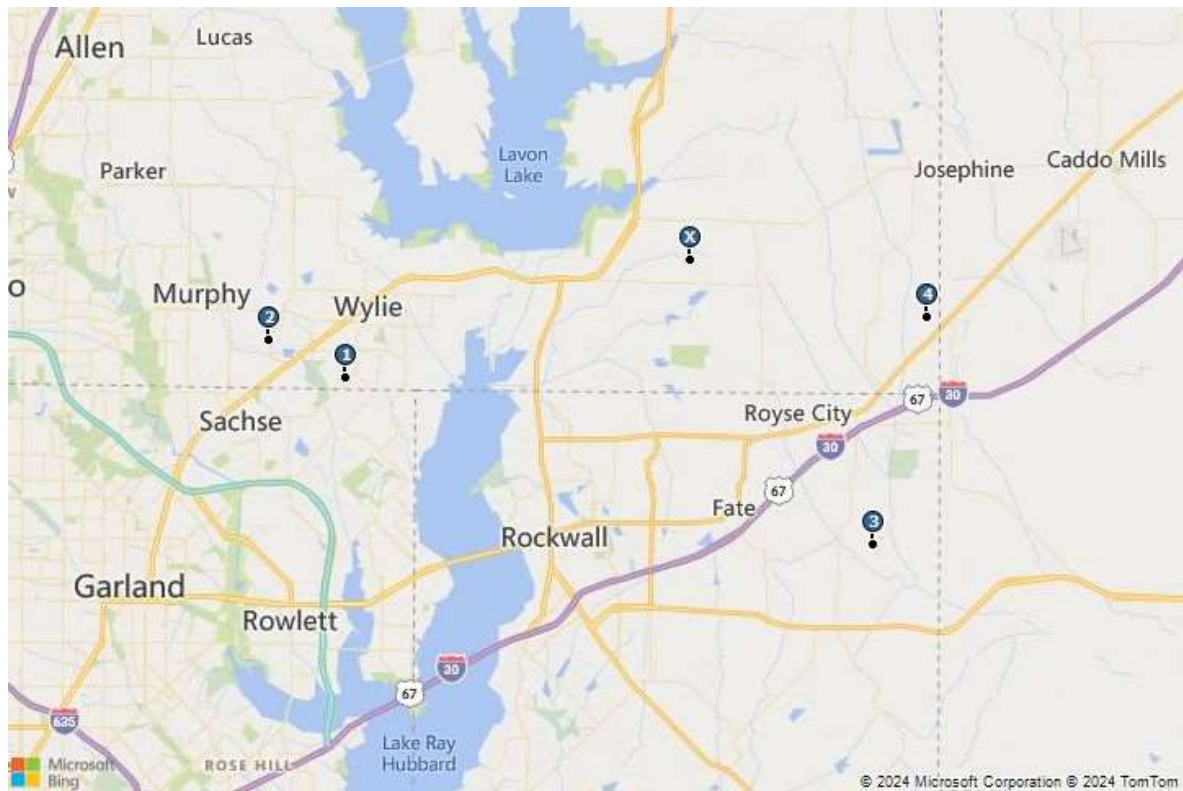 Allen
Lucas
Lavon
Lake
Parker
Josephine
Caddo Mills
X
o
Murphy
Wylie
2
4
1
67
30
Sachse
Royse City
30
67
Fate
3
Rockwall
Garland
Rowlett
30
67
635
Lake Ray
Hubbard
ROSE HILL
Microsoft
Bing
© 2024 Microsoft Corporation © 2024 TomTom